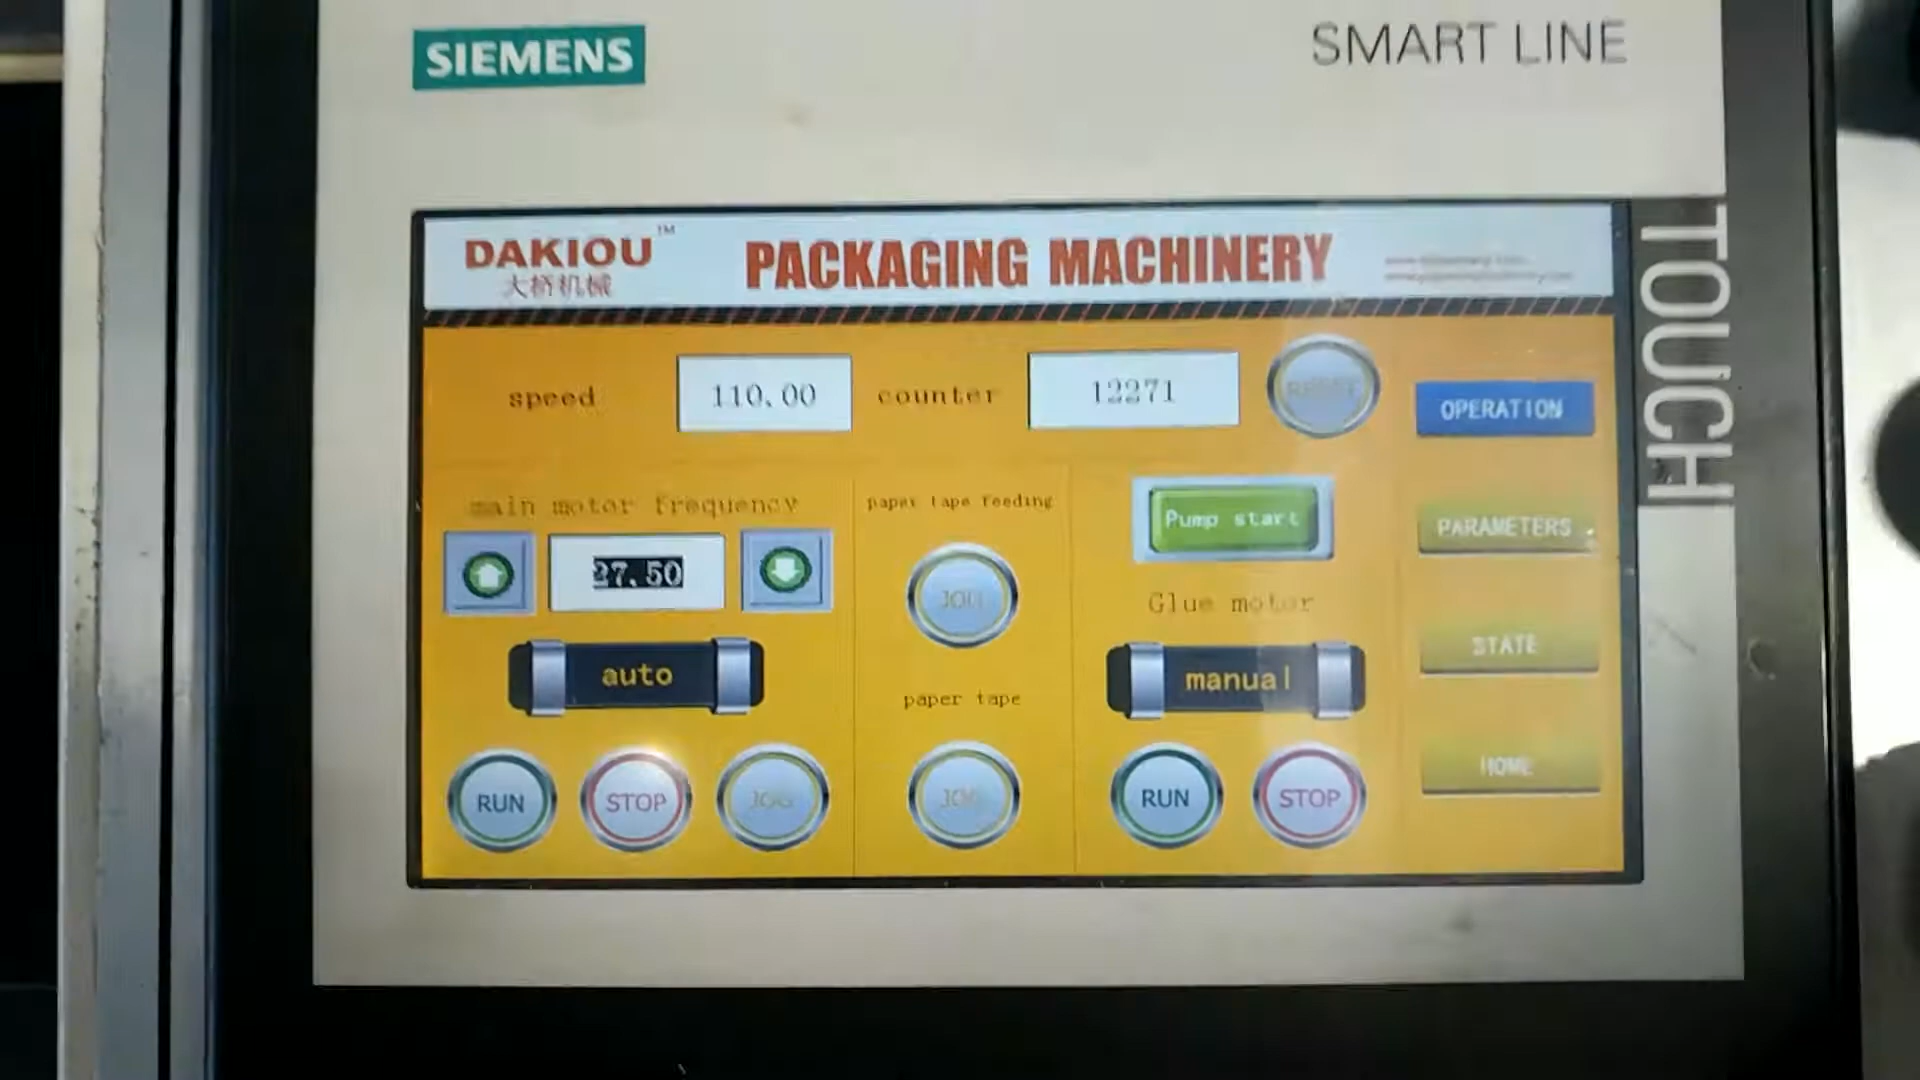 SIEMENS
SMART LINE
TOUCH
DAKIOU™
大桥机械
PACKAGING MACHINERY
speed
110.00
counter
12271
RESET
OPERATION
main motor frequency
27.50
auto
RUN
STOP
JOG
paper tape feeding
JOG
paper tape
JOG
Pump start
Glue motor
manual
RUN
STOP
PARAMETERS
STATE
HOME